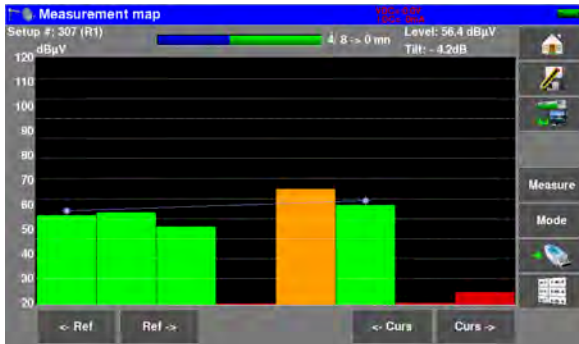 Measurement map
Setup #: 307 (R1)
4, 8 -> 0 mn
Level: 56.4 dBµV
Tilt: - 4.2dB
dBµV
120
110
100
90
80
70
60
50
40
30
20
Measure
Mode
<- Ref
Ref ->
<- Curs
Curs ->